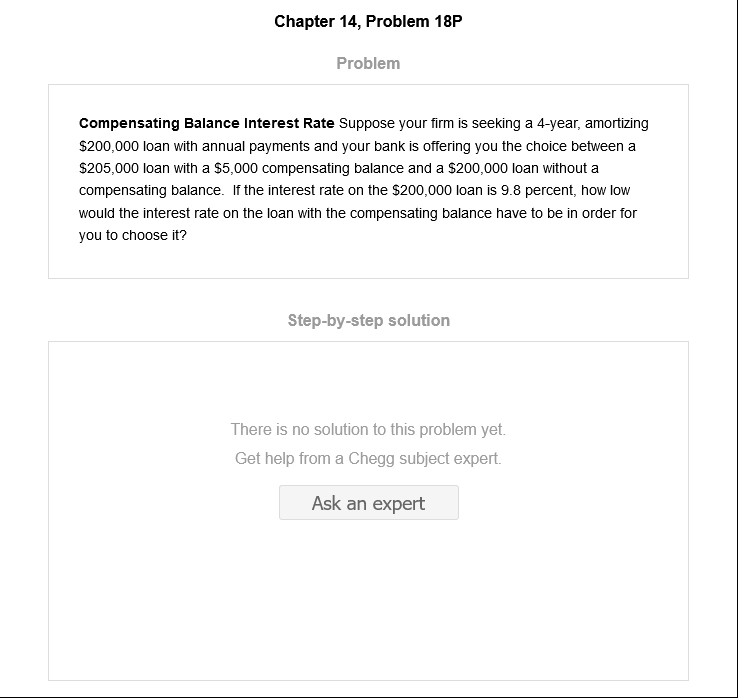 Chapter 14, Problem 18P
Problem
Compensating Balance Interest Rate Suppose your firm is seeking a 4-year, amortizing
$200,000 loan with annual payments and your bank is offering you the choice between a
$205,000 loan with a $5,000 compensating balance and a $200,000 loan without a
compensating balance.  If the interest rate on the $200,000 loan is 9.8 percent, how low
would the interest rate on the loan with the compensating balance have to be in order for
you to choose it?
Step-by-step solution
There is no solution to this problem yet.
Get help from a Chegg subject expert.
Ask an expert